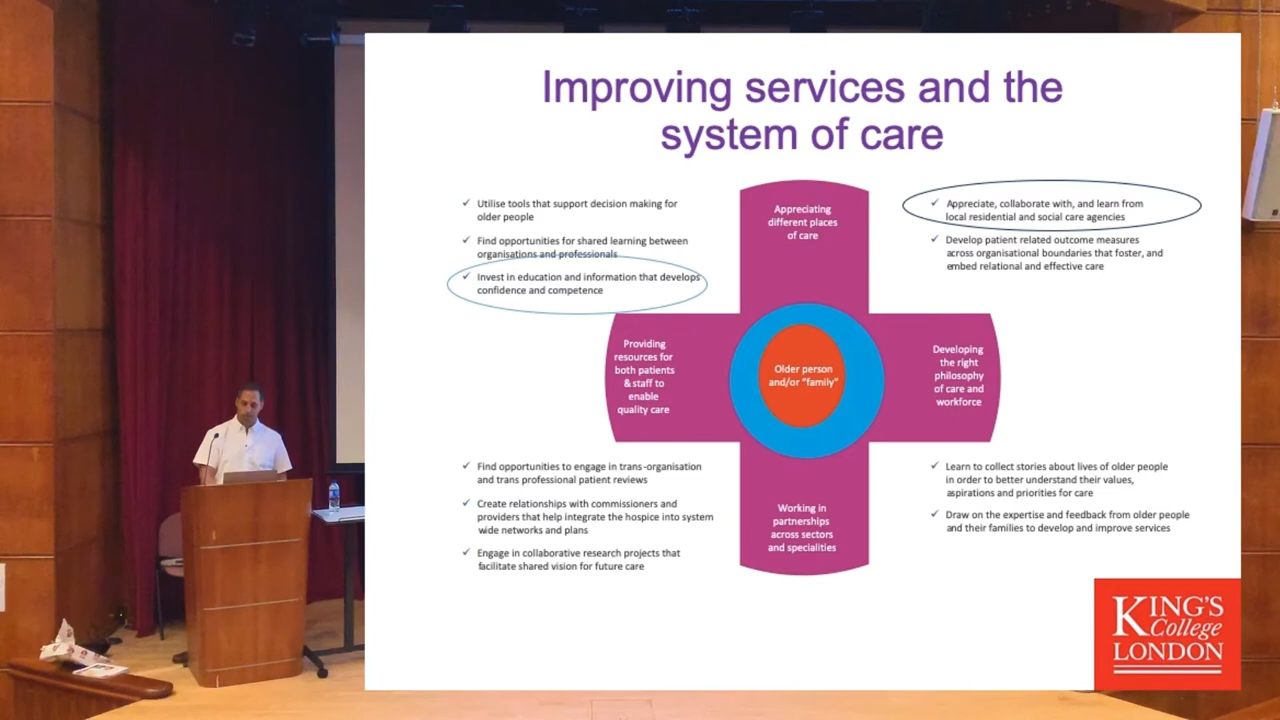 Improving services and the
system of care
✓ Utilise tools that support decision making for
older people
✓ Find opportunities for shared learning between
organisations and professionals
✓ Invest in education and information that develops
confidence and competence
Appreciating
different places
of care
✓ Appreciate, collaborate with, and learn from
local residential and social care agencies
✓ Develop patient related outcome measures
across organisational boundaries that foster, and
embed relational and effective care
Providing
resources for
both patients
& staff to
enable
quality care
Older person
and/or “family”
Developing
the right
philosophy
of care and
workforce
✓ Find opportunities to engage in trans-organisation
and trans professional patient reviews
✓ Create relationships with commissioners and
providers that help integrate the hospice into system
wide networks and plans
✓ Engage in collaborative research projects that
facilitate shared vision for future care
Working in
partnerships
across sectors
and specialities
✓ Learn to collect stories about lives of older people
in order to better understand their values,
aspirations and priorities for care
✓ Draw on the expertise and feedback from older people
and their families to develop and improve services
KING'S
College
LONDON